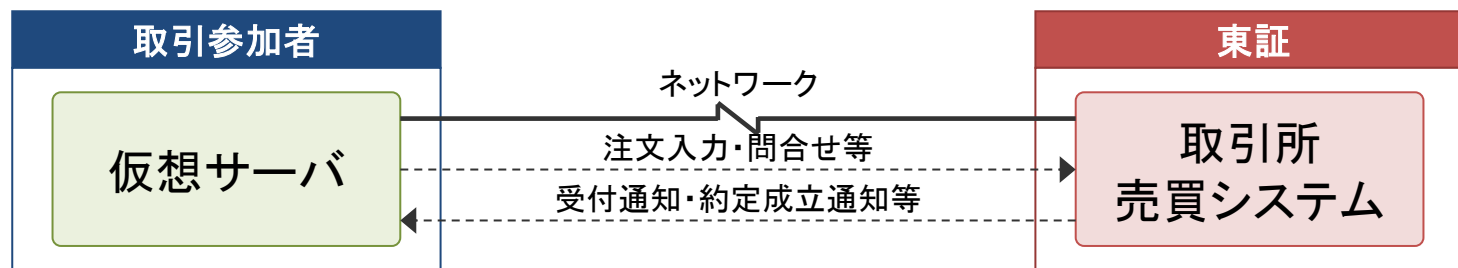 取引参加者
東証
ネットワーク
仮想サーバ
注文入力・問合せ等
受付通知・約定成立通知等
取引所
売買システム